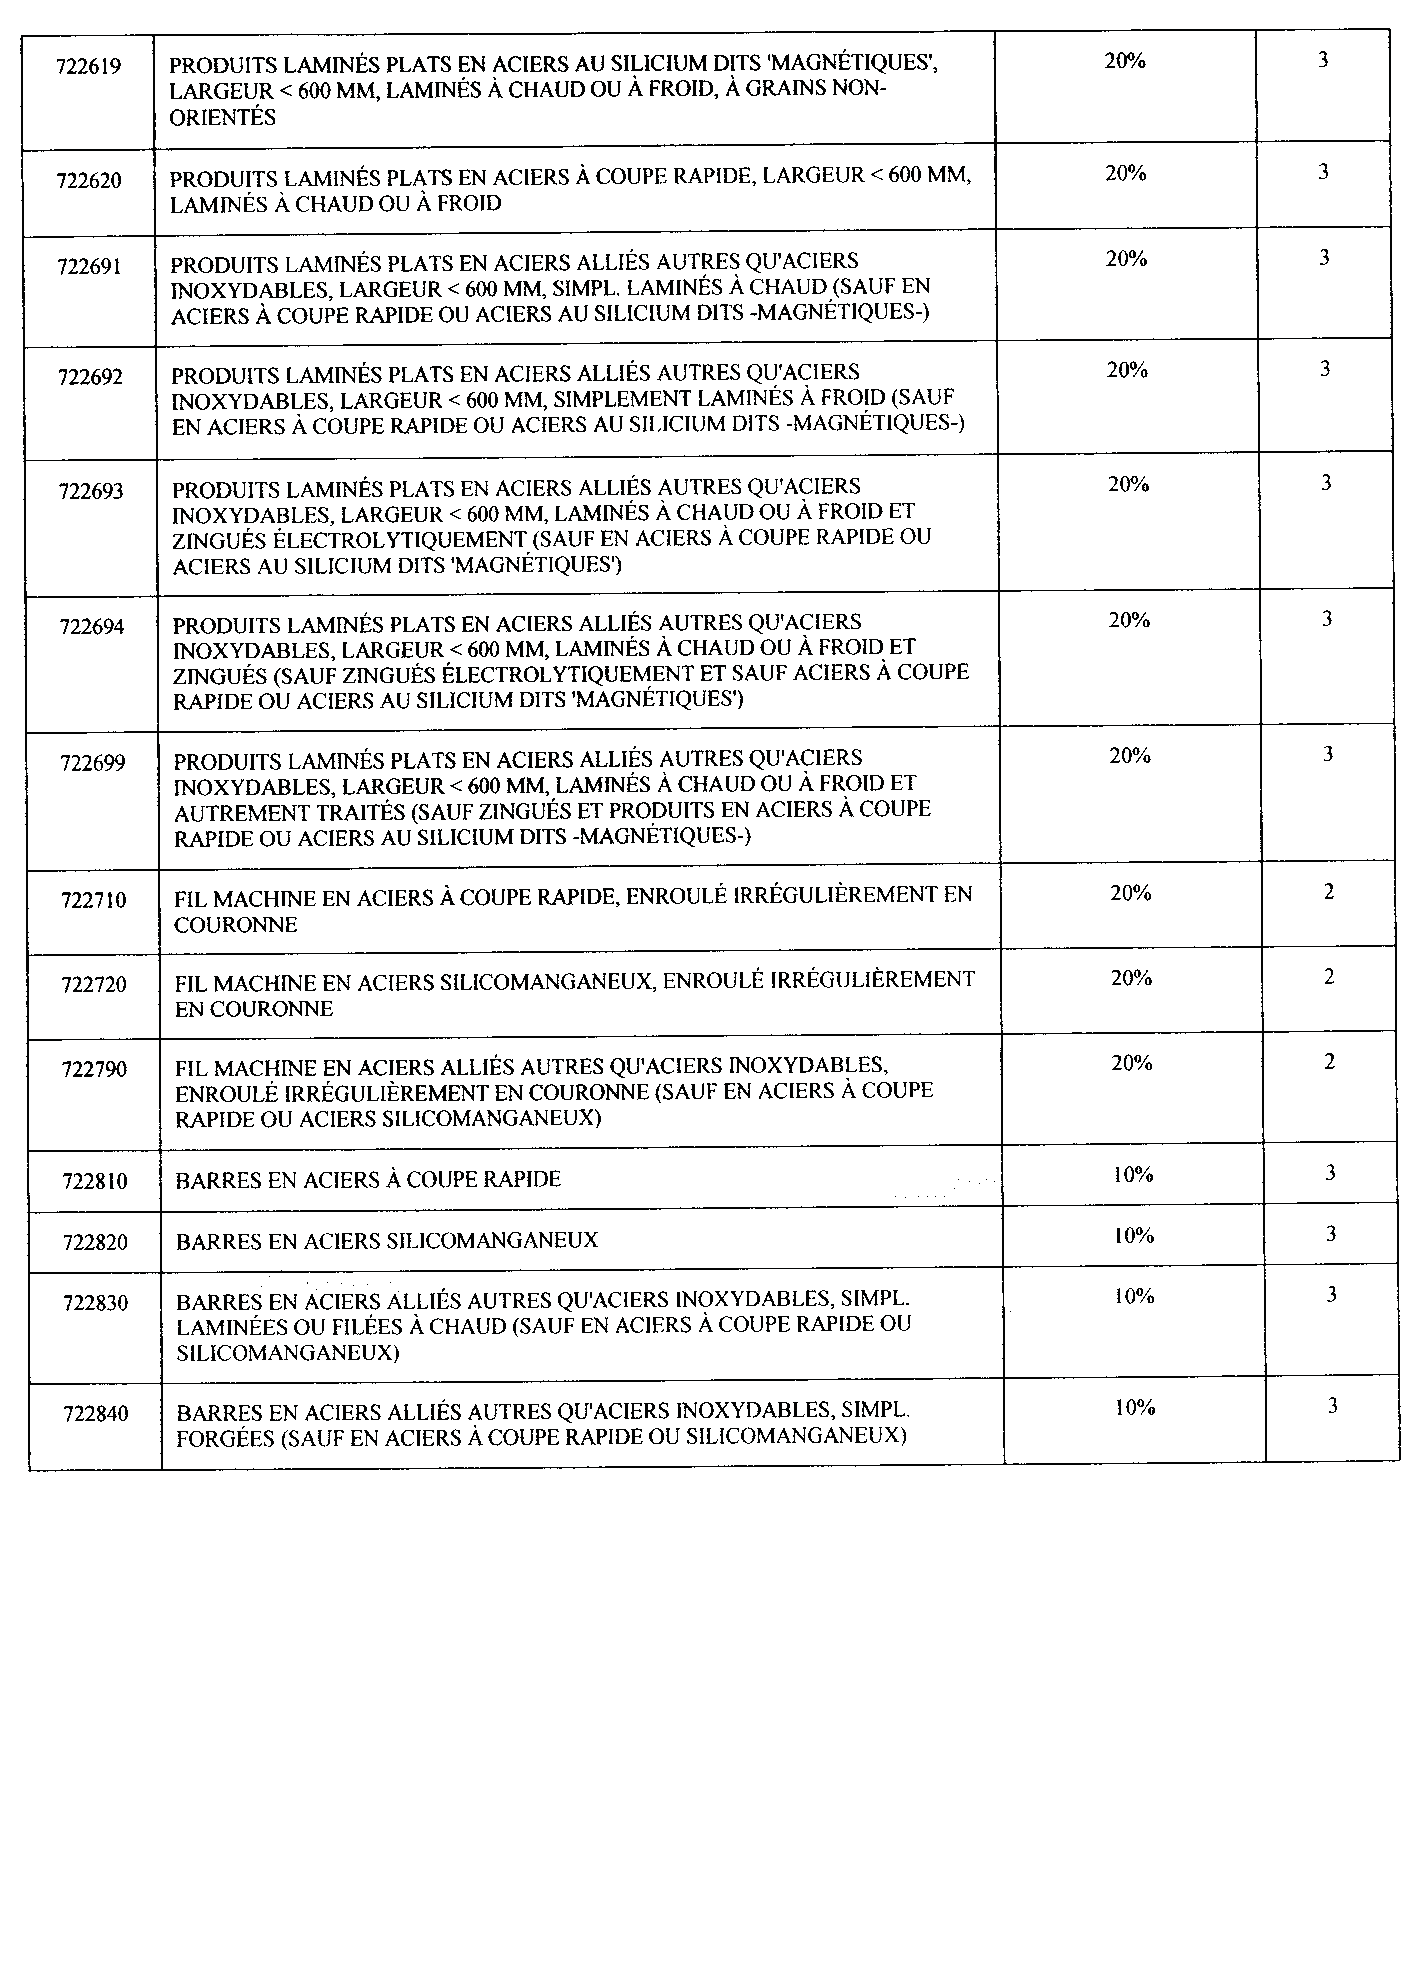 722619 PRODUITS LAMINÉS PLATS EN ACIERS AU SILICIUM DITS 'MAGNÉTIQUES', 20% 3
LARGEUR < 600 MM, LAMINÉS À CHAUD OU À FROID, À GRAINS NON-
ORIENTÉS
722620 PRODUITS LAMINÉS PLATS EN ACIERS À COUPE RAPIDE, LARGEUR < 600 MM, 20% 3
LAMINÉS À CHAUD OU À FROID
722691 PRODUITS LAMINÉS PLATS EN ACIERS ALLIÉS AUTRES QU'ACIERS 20% 3
INOXYDABLES, LARGEUR < 600 MM, SIMPL. LAMINÉS À CHAUD (SAUF EN
ACIERS À COUPE RAPIDE OU ACIERS AU SILICIUM DITS -MAGNÉTIQUES-)
722692 PRODUITS LAMINÉS PLATS EN ACIERS ALLIÉS AUTRES QU'ACIERS 20% 3
INOXYDABLES, LARGEUR < 600 MM, SIMPLEMENT LAMINÉS À FROID (SAUF
EN ACIERS À COUPE RAPIDE OU ACIERS AU SILICIUM DITS -MAGNÉTIQUES-)
722693 PRODUITS LAMINÉS PLATS EN ACIERS ALLIÉS AUTRES QU'ACIERS 20% 3
INOXYDABLES, LARGEUR < 600 MM, LAMINÉS À CHAUD OU À FROID ET
ZINGUÉS ÉLECTROLYTIQUEMENT (SAUF EN ACIERS À COUPE RAPIDE OU
ACIERS AU SILICIUM DITS 'MAGNÉTIQUES')
722694 PRODUITS LAMINÉS PLATS EN ACIERS ALLIÉS AUTRES QU'ACIERS 20% 3
INOXYDABLES, LARGEUR < 600 MM, LAMINÉS À CHAUD OU À FROID ET
ZINGUÉS (SAUF ZINGUÉS ÉLECTROLYTIQUEMENT ET SAUF ACIERS À COUPE
RAPIDE OU ACIERS AU SILICIUM DITS 'MAGNÉTIQUES')
722699 PRODUITS LAMINÉS PLATS EN ACIERS ALLIÉS AUTRES QU'ACIERS 20% 3
INOXYDABLES, LARGEUR < 600 MM, LAMINÉS À CHAUD OU À FROID ET
AUTREMENT TRAITÉS (SAUF ZINGUÉS ET PRODUITS EN ACIERS À COUPE
RAPIDE OU ACIERS AU SILICIUM DITS -MAGNÉTIQUES-)
722710 FIL MACHINE EN ACIERS À COUPE RAPIDE, ENROULÉ IRRÉGULIÈREMENT EN 20% 2
COURONNE
722720 FIL MACHINE EN ACIERS SILICOMANGANEUX, ENROULÉ IRRÉGULIÈREMENT 20% 2
EN COURONNE
722790 FIL MACHINE EN ACIERS ALLIÉS AUTRES QU'ACIERS INOXYDABLES, 20% 2
ENROULÉ IRRÉGULIÈREMENT EN COURONNE (SAUF EN ACIERS À COUPE
RAPIDE OU ACIERS SILICOMANGANEUX)
722810 BARRES EN ACIERS À COUPE RAPIDE 10% 3
722820 BARRES EN ACIERS SILICOMANGANEUX 10% 3
722830 BARRES EN ACIERS ALLIÉS AUTRES QU'ACIERS INOXYDABLES, SIMPL. 10% 3
LAMINÉES OU FILÉES À CHAUD (SAUF EN ACIERS À COUPE RAPIDE OU
SILICOMANGANEUX)
722840 BARRES EN ACIERS ALLIÉS AUTRES QU'ACIERS INOXYDABLES, SIMPL. 10% 3
FORGÉES (SAUF EN ACIERS À COUPE RAPIDE OU SILICOMANGANEUX)